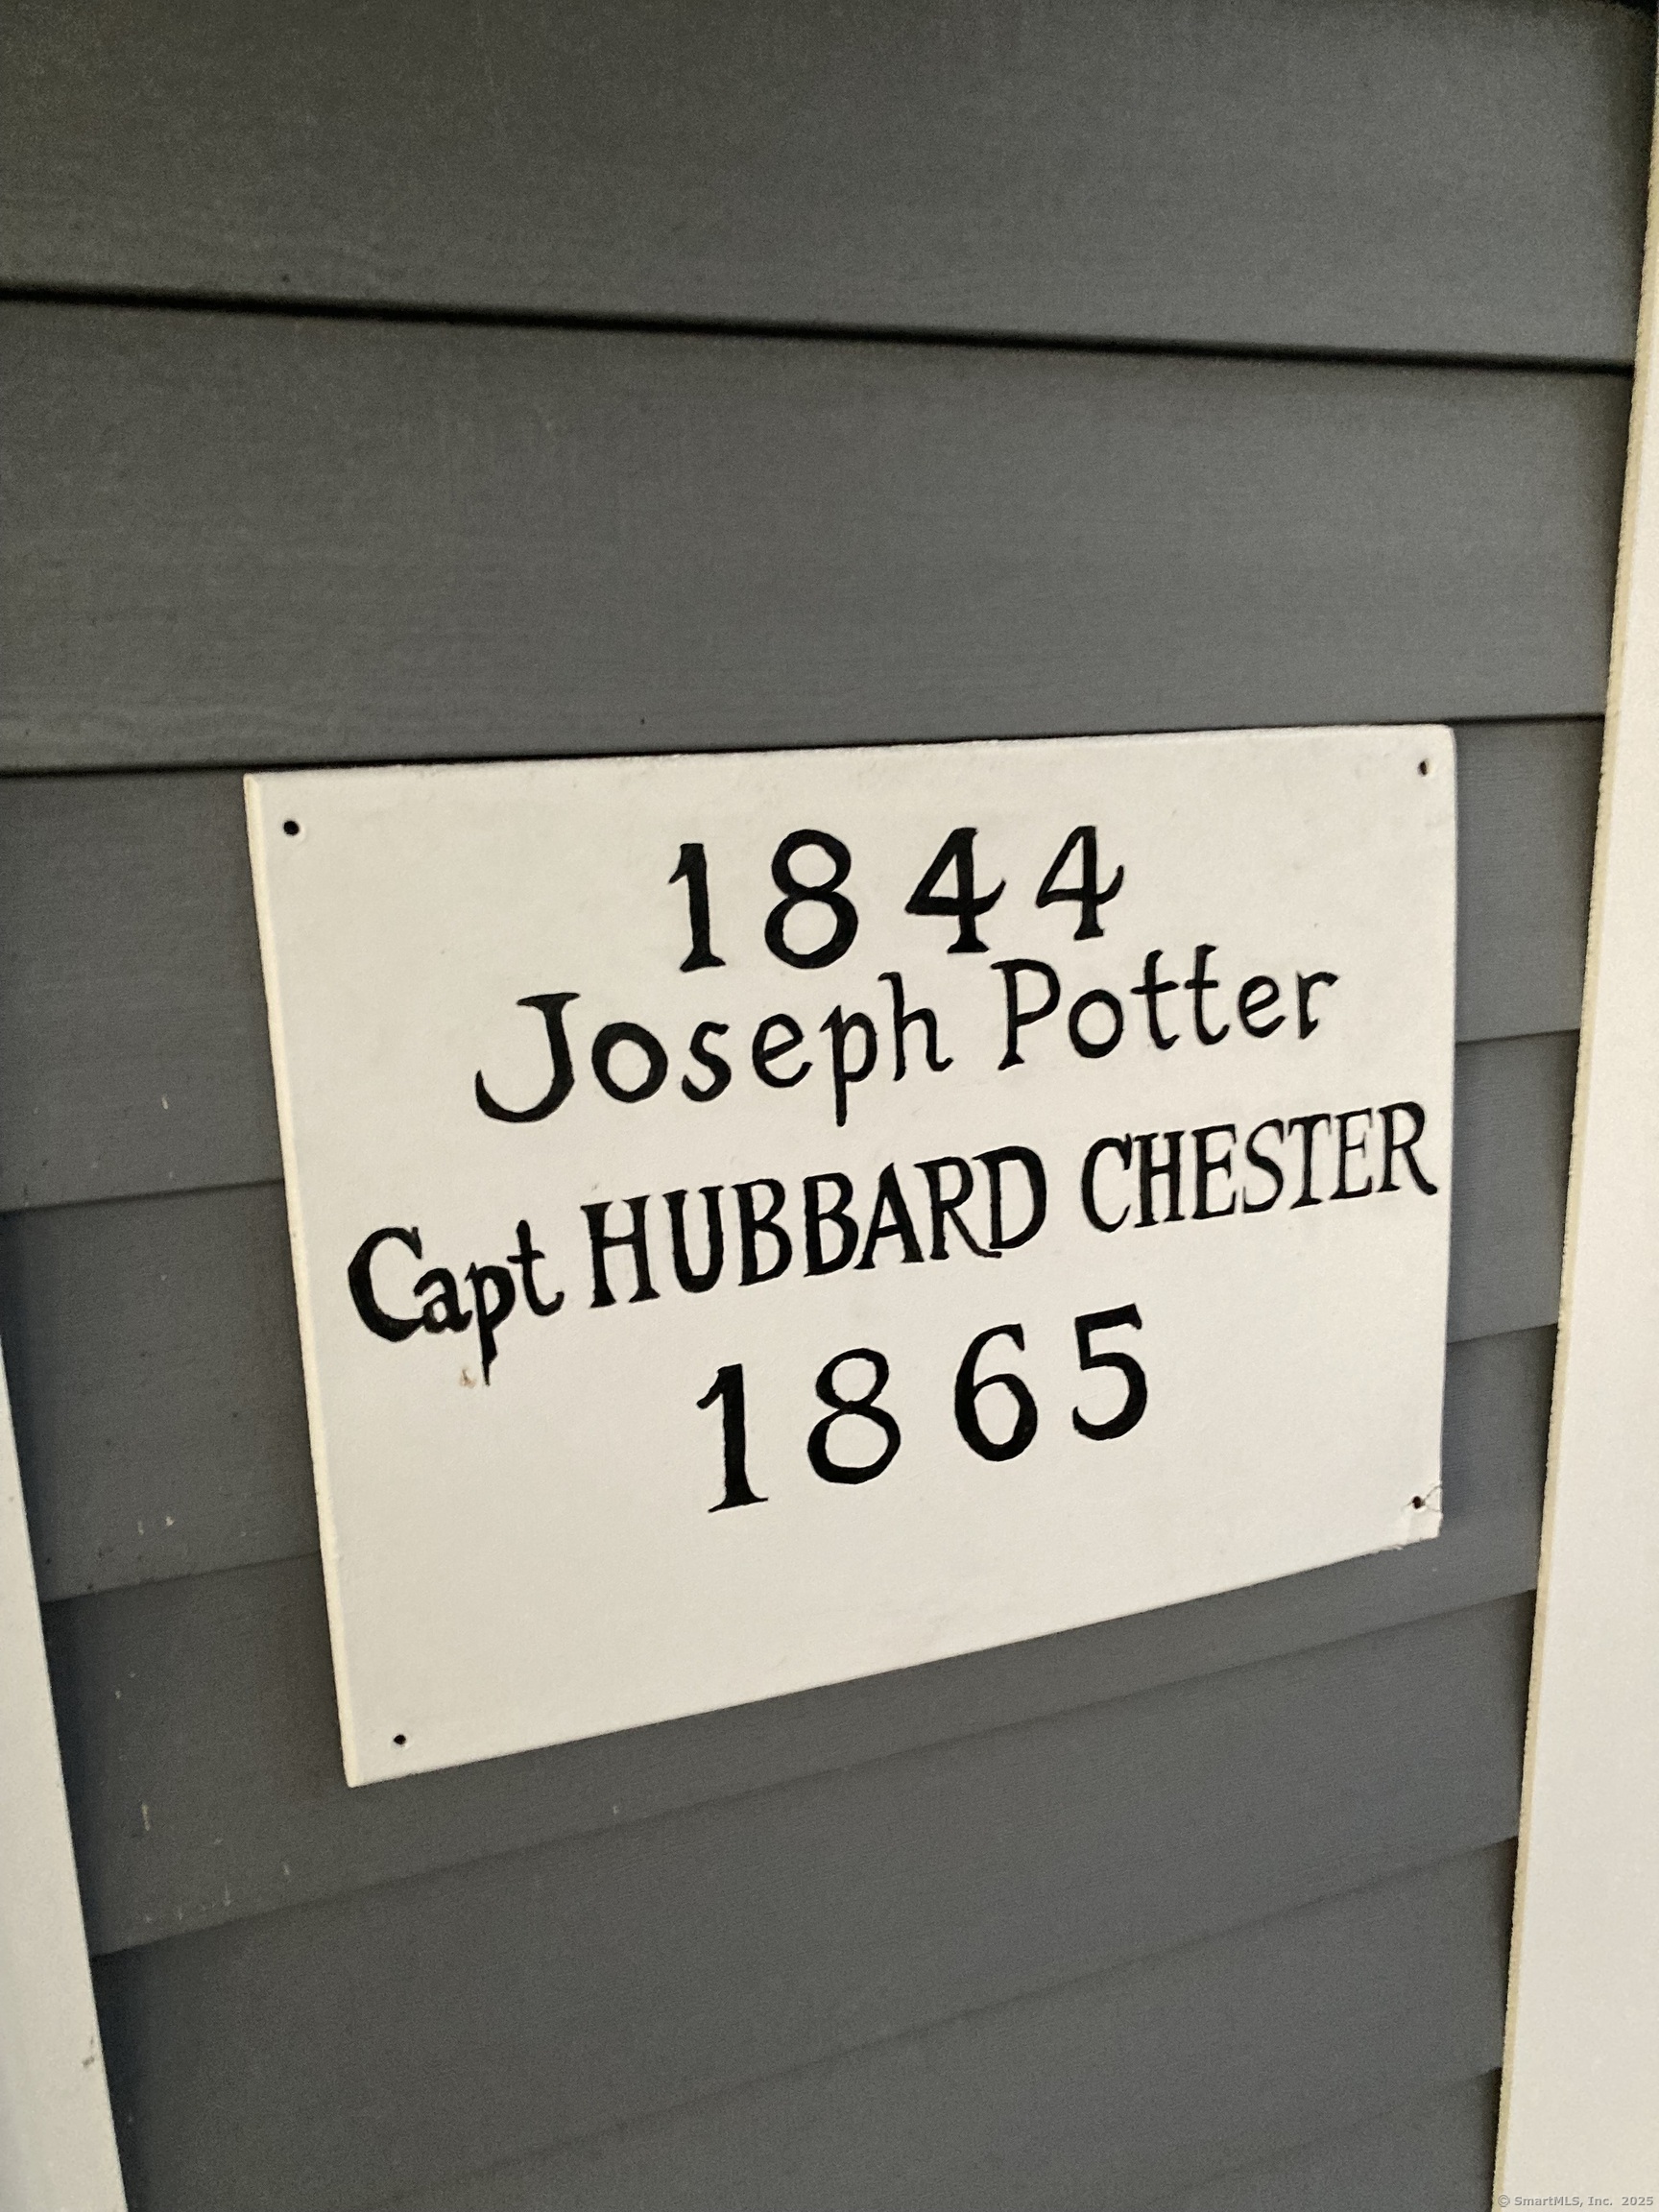 1844
Joseph Potter
Capt HUBBARD CHESTER
1865
© SmartMLS, Inc. 2025